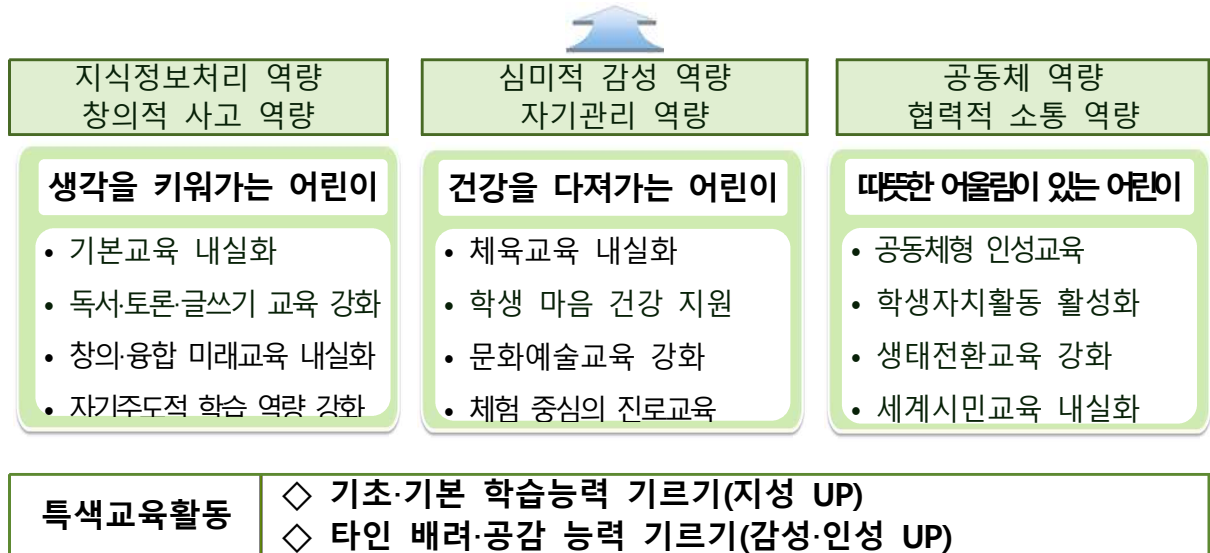 지식정보처리 역량
창의적 사고 역량
심미적 감성 역량
자기관리 역량
공동체 역량
협력적 소통 역량
생각을 키워가는 어린이
• 기본교육 내실화
• 독서·토론·글쓰기 교육 강화
• 창의·융합 미래교육 내실화
• 자기주도적 학습 역량 강화
건강을 다져가는 어린이
• 체육교육 내실화
• 학생 마음 건강 지원
• 문화예술교육 강화
• 체험 중심의 진로교육
따뜻한 어울림이 있는 어린이
• 공동체형 인성교육
• 학생자치활동 활성화
• 생태전환교육 강화
• 세계시민교육 내실화
특색교육활동
◇ 기초·기본 학습능력 기르기(지성 UP)
◇ 타인 배려·공감 능력 기르기(감성·인성 UP)